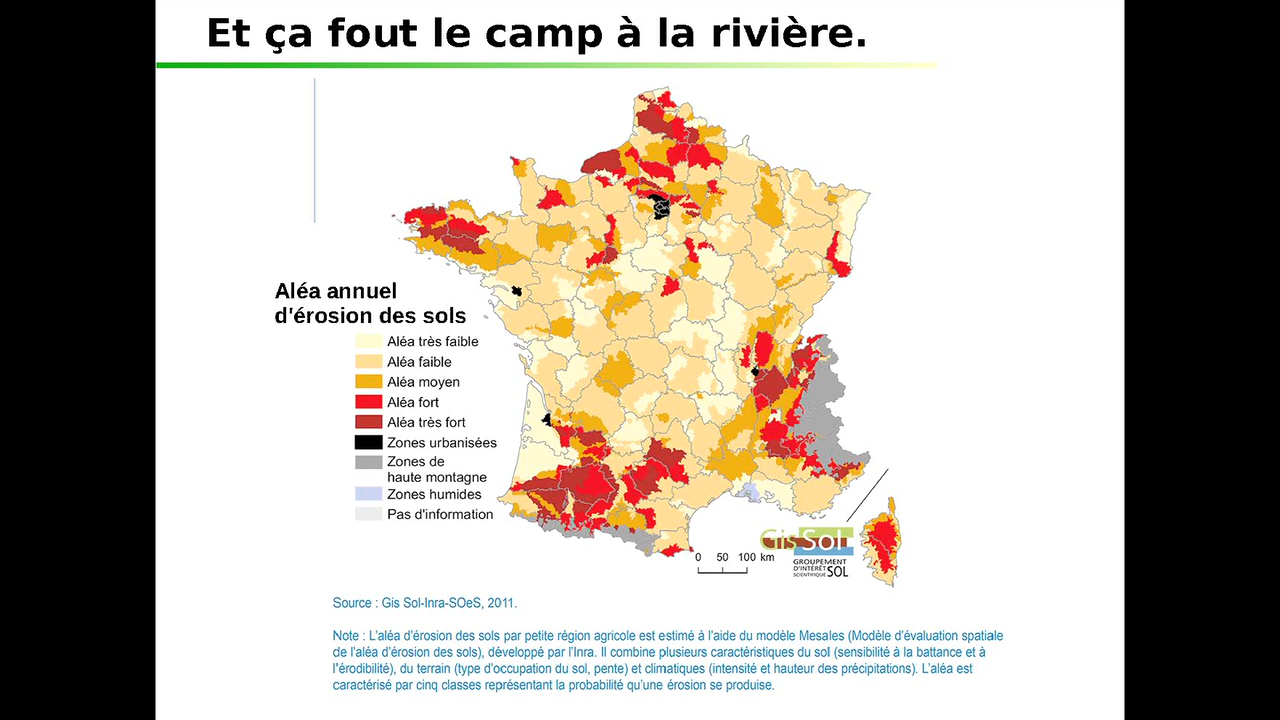 Et ça fout le camp à la rivière.
Aléa annuel
d'érosion des sols
Aléa très faible
Aléa faible
Aléa moyen
Aléa fort
Aléa très fort
Zones urbanisées
Zones de
haute montagne
Zones humides
Pas d'information
0 50 100 km
Gis Sol
GROUPEMENT
D'INTÉRÊT
SCIENTIFIQUE SOL
Source : Gis Sol-Inra-SOeS, 2011.
Note : L'aléa d'érosion des sols par petite région agricole est estimé à l'aide du modèle Mesales (Modèle d'évaluation spatiale
de l'aléa d'érosion des sols), développé par l'Inra. Il combine plusieurs caractéristiques du sol (sensibilité à la battance et à
l'érodibilité), du terrain (type d'occupation du sol, pente) et climatiques (intensité et hauteur des précipitations). L'aléa est
caractérisé par cinq classes représentant la probabilité qu'une érosion se produise.